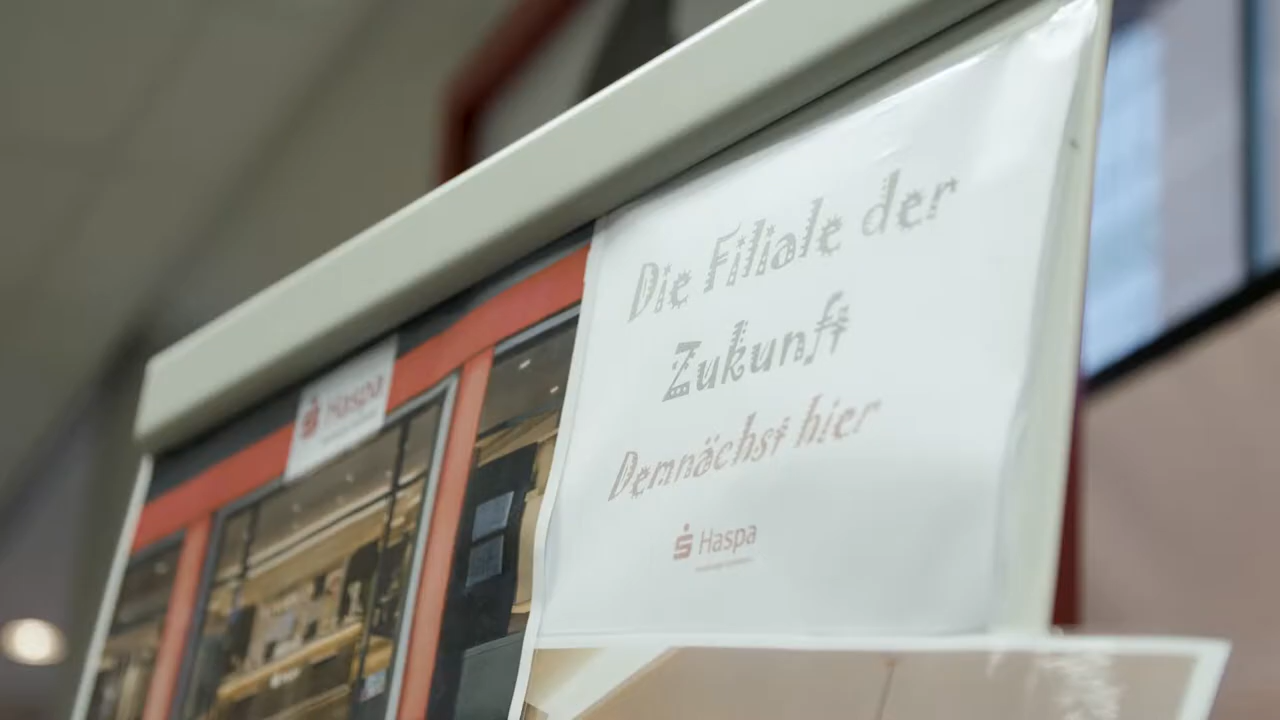 Haspa
Die Filiale der
Zukunft
Demnächst hier
Haspa